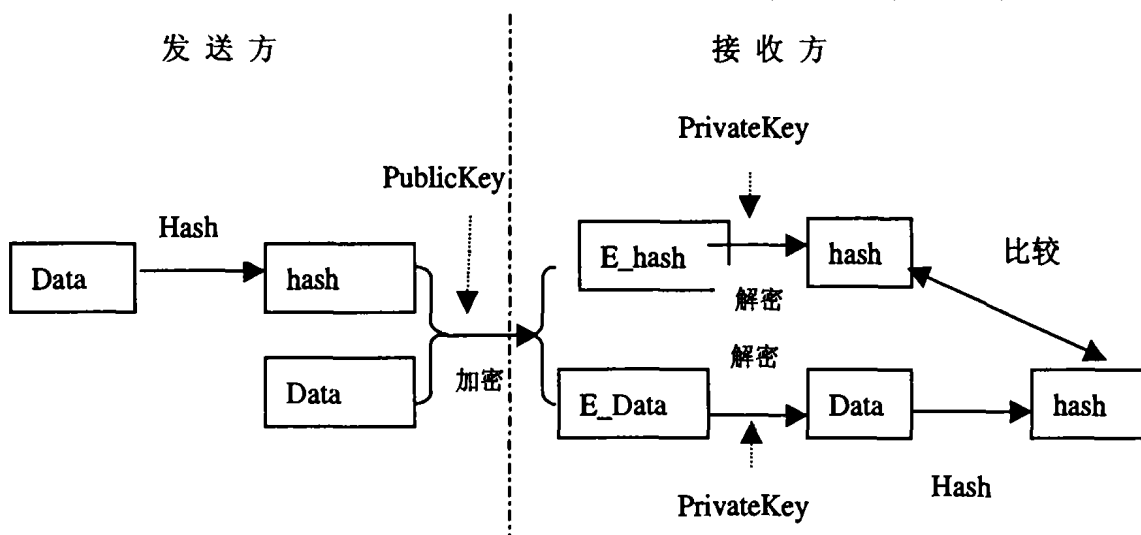 发送方
接收方
PrivateKey
PublicKey
Hash
Data
hash
E_hash
hash
比较
解密
解密
Data
加密
E_Data
Data
hash
PrivateKey
Hash